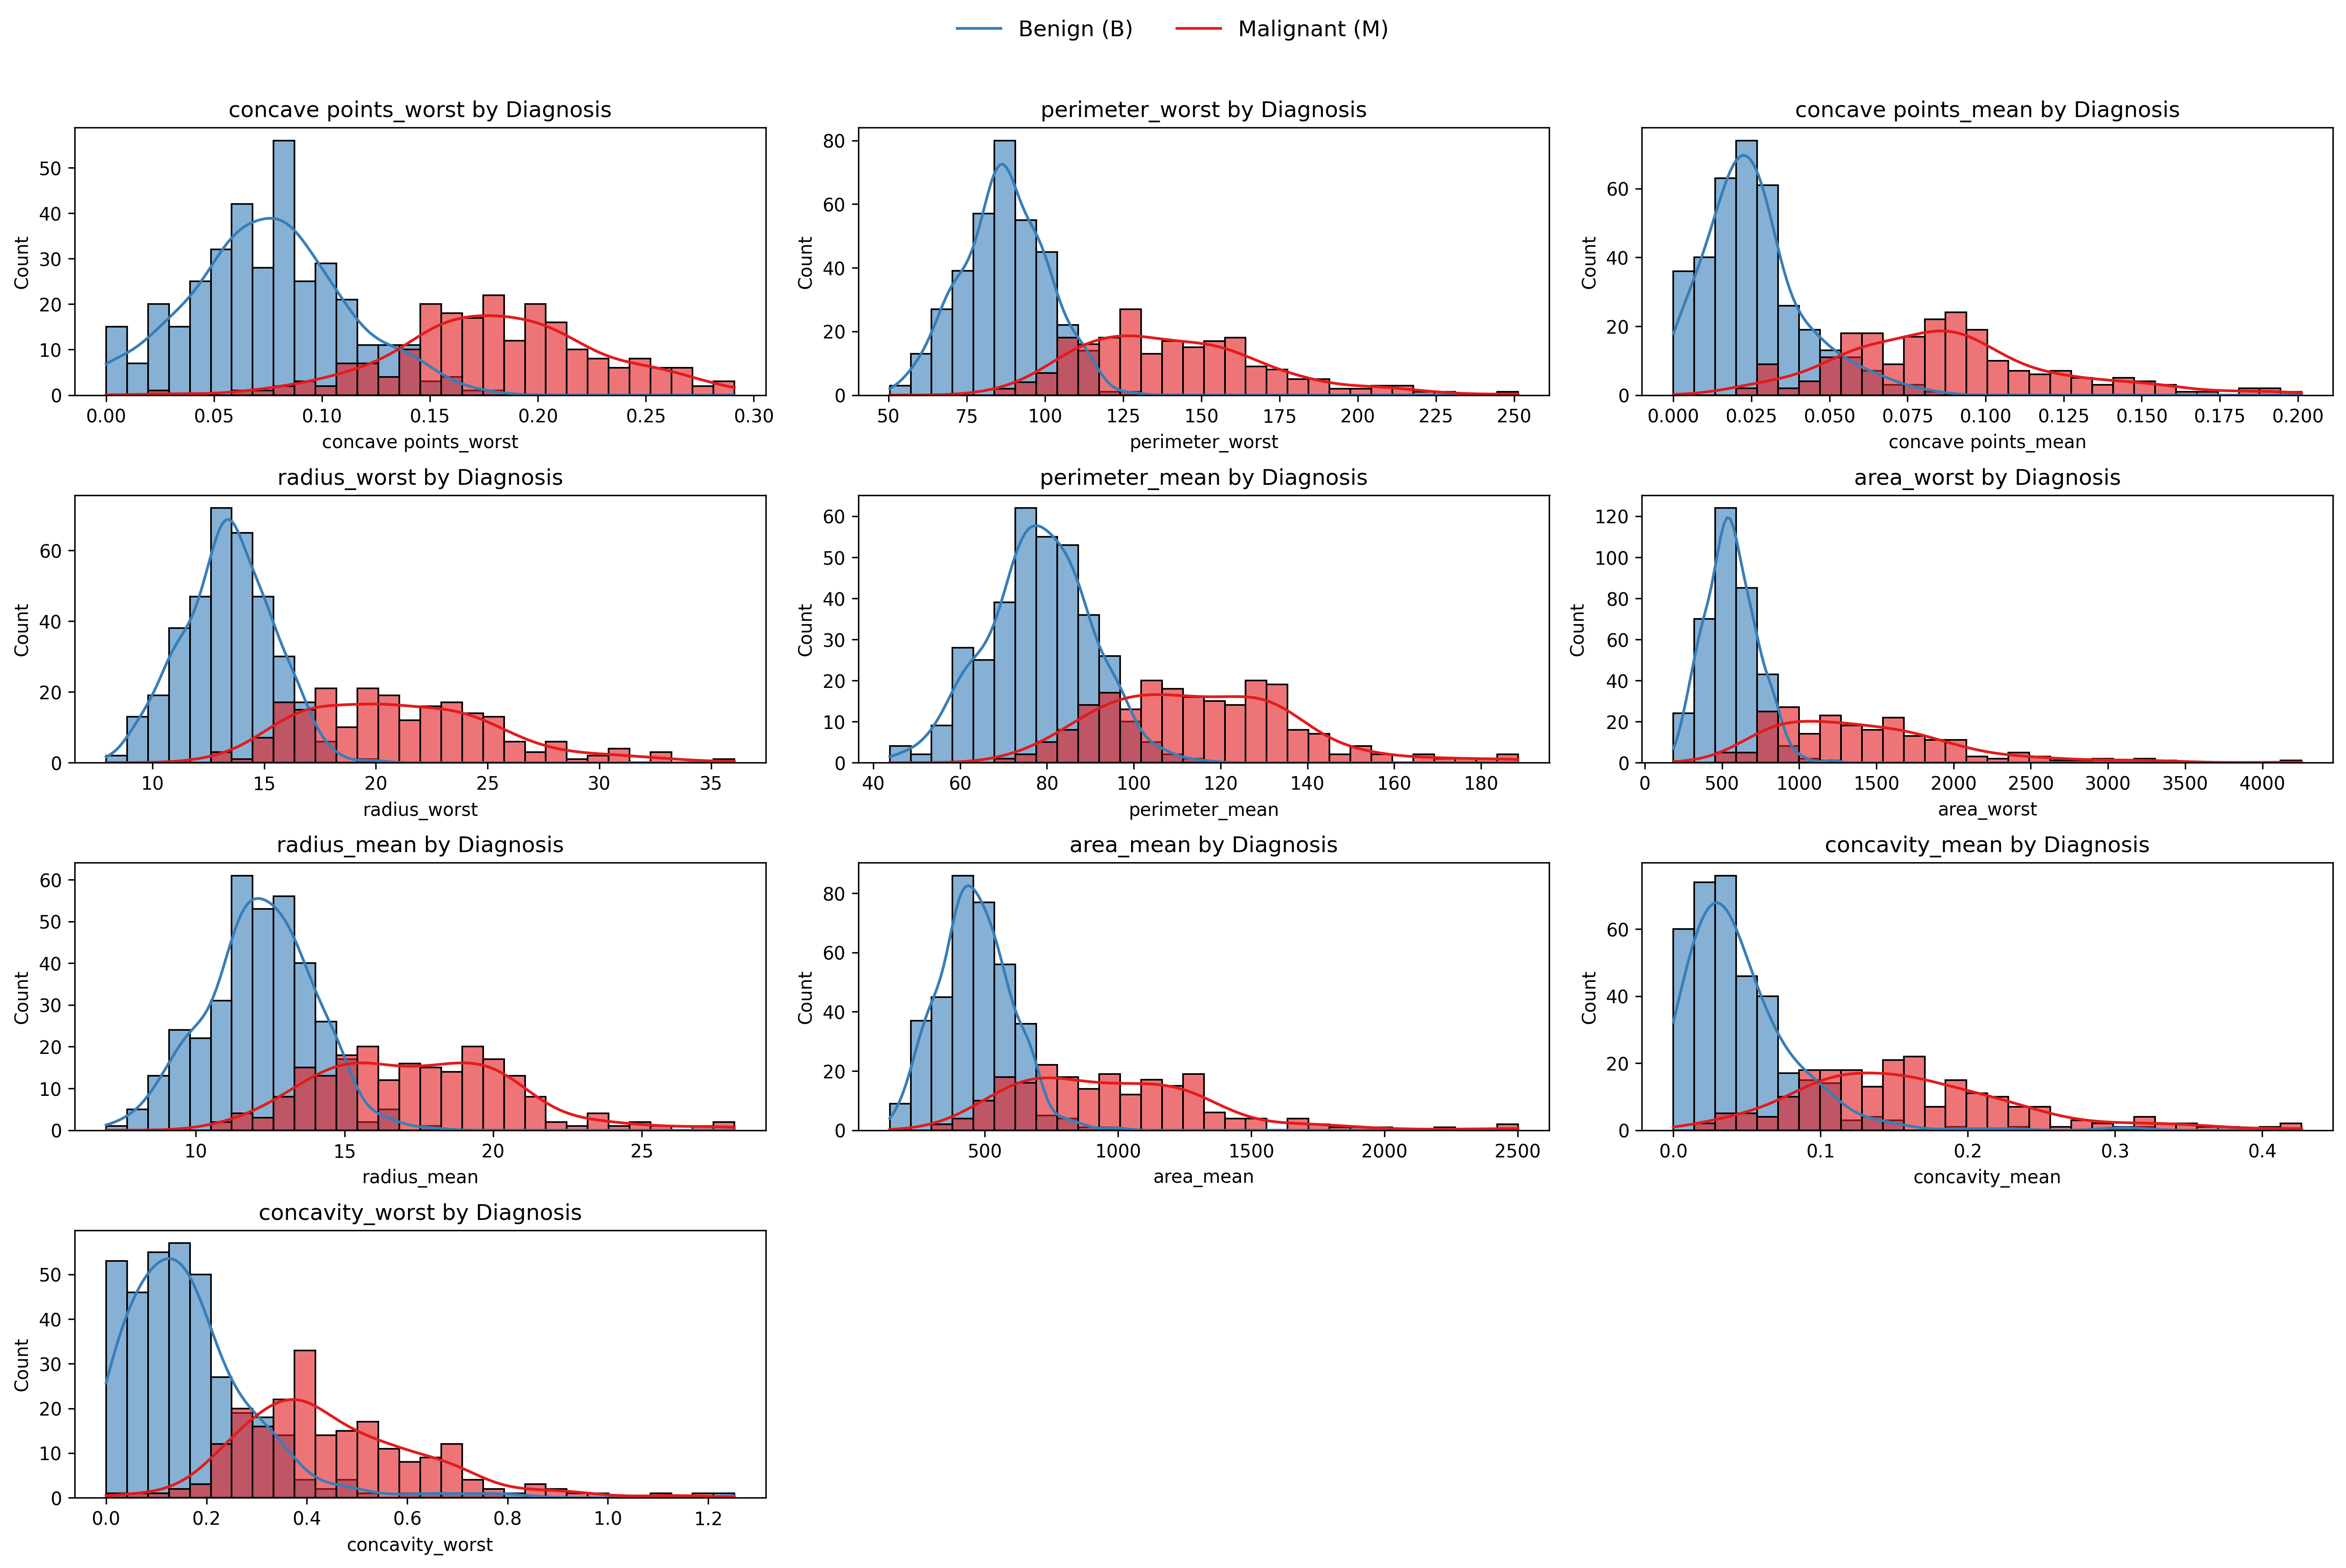 Benign (B) Malignant (M)
concave points_worst by Diagnosis
Count
50
40
30
20
10
0
0.00 0.05 0.10 0.15 0.20 0.25 0.30
concave points_worst
perimeter_worst by Diagnosis
Count
80
60
40
20
0
50 75 100 125 150 175 200 225 250
perimeter_worst
concave points_mean by Diagnosis
Count
60
40
20
0
0.000 0.025 0.050 0.075 0.100 0.125 0.150 0.175 0.200
concave points_mean
radius_worst by Diagnosis
Count
60
40
20
0
10 15 20 25 30 35
radius_worst
perimeter_mean by Diagnosis
Count
60
50
40
30
20
10
0
40 60 80 100 120 140 160 180
perimeter_mean
area_worst by Diagnosis
Count
120
100
80
60
40
20
0
0 500 1000 1500 2000 2500 3000 3500 4000
area_worst
radius_mean by Diagnosis
Count
60
50
40
30
20
10
0
10 15 20 25
radius_mean
area_mean by Diagnosis
Count
80
60
40
20
0
500 1000 1500 2000 2500
area_mean
concavity_mean by Diagnosis
Count
60
40
20
0
0.0 0.1 0.2 0.3 0.4
concavity_mean
concavity_worst by Diagnosis
Count
50
40
30
20
10
0
0.0 0.2 0.4 0.6 0.8 1.0 1.2
concavity_worst